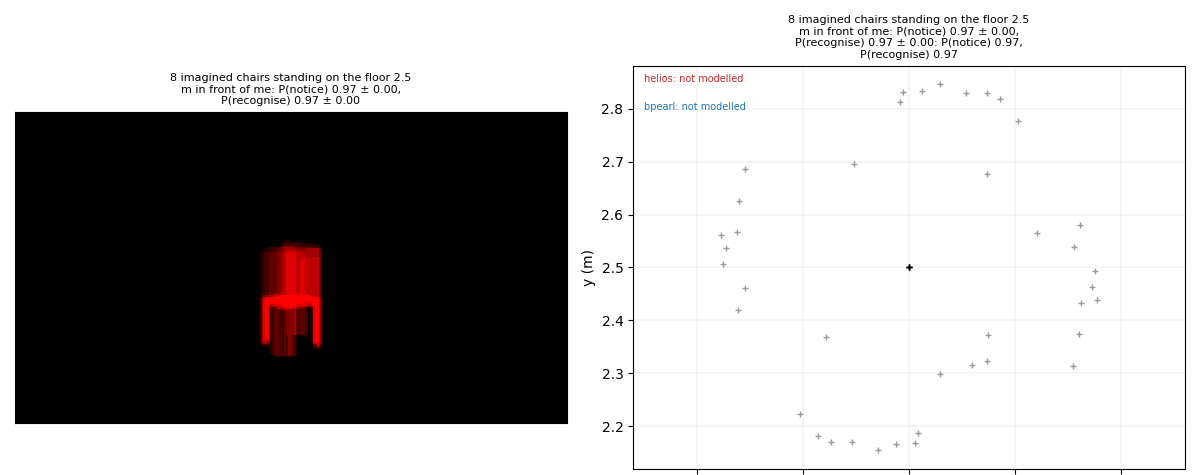 8 imagined chairs standing on the floor 2.5
m in front of me: P(notice) 0.97 ± 0.00,
P(recognise) 0.97 ± 0.00
8 imagined chairs standing on the floor 2.5
m in front of me: P(notice) 0.97 ± 0.00,
P(recognise) 0.97 ± 0.00: P(notice) 0.97,
P(recognise) 0.97
helios: not modelled
bpearl: not modelled
2.8
2.7
2.6
2.5
2.4
2.3
2.2
y (m)